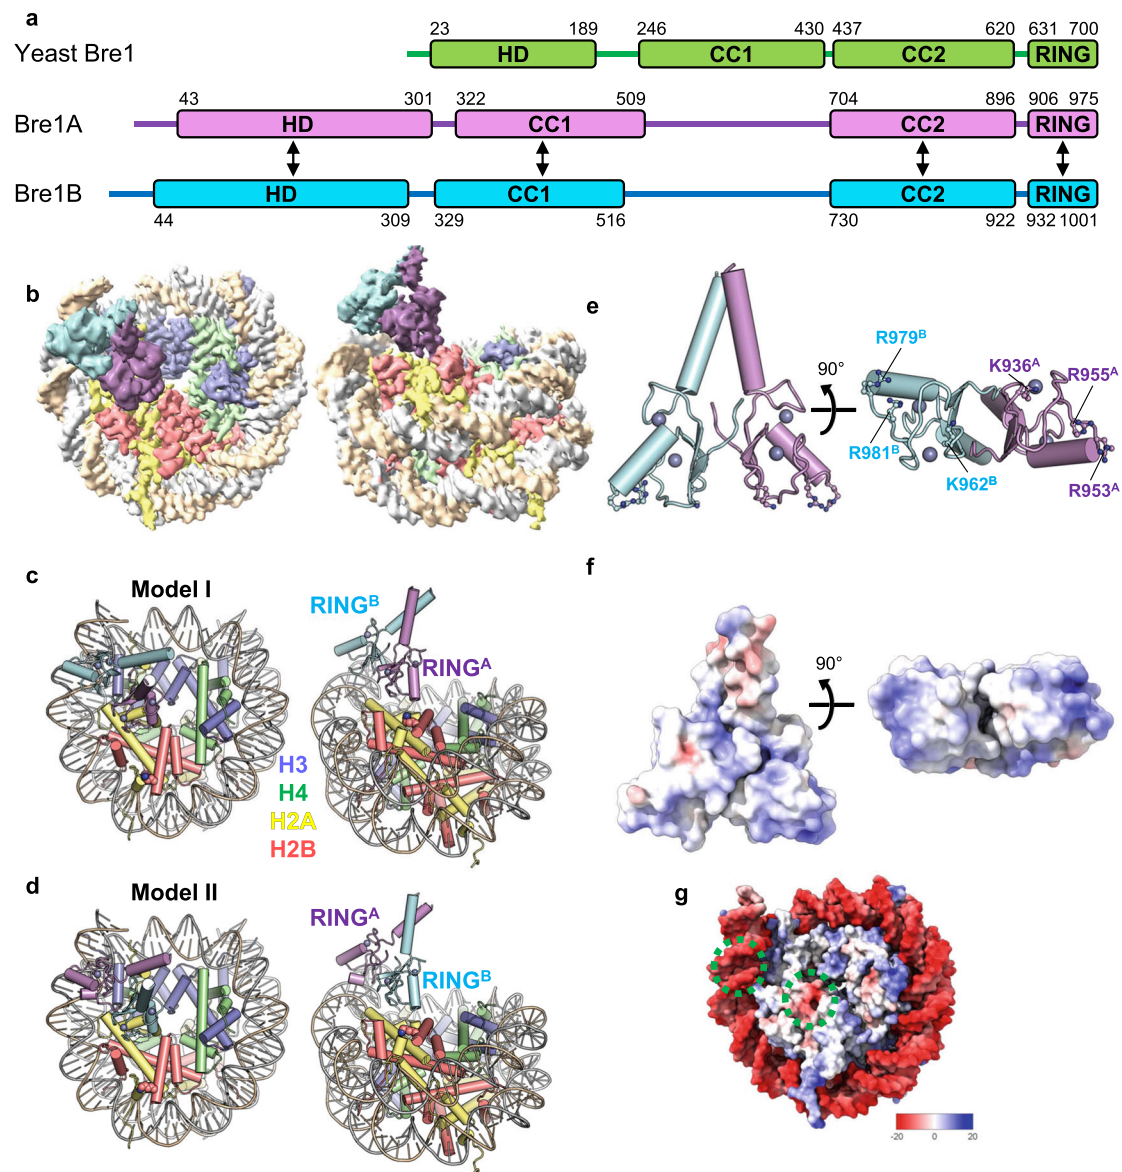 a
23 189 246 430 437 620 631 700
Yeast Bre1 HD CC1 CC2 RING
43 301 322 509 704 896 906 975
Bre1A HD CC1 CC2 RING
Bre1B HD CC1 CC2 RING
44 309 329 516 730 922 932 1001
b
e
R979B
K936A
R955A
90°
R981B
K962B
R953A
c
Model I
RINGB
RINGA
H3
H4
H2A
H2B
f
90°
d
Model II
RINGA
RINGB
g
-20 0 20